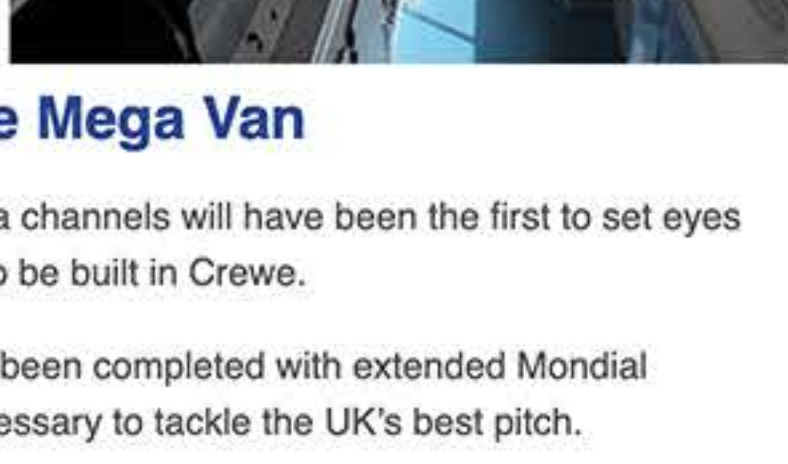 e Mega Van
a channels will have been the first to set eyes
o be built in Crewe.
been completed with extended Mondial
essary to tackle the UK's best pitch.